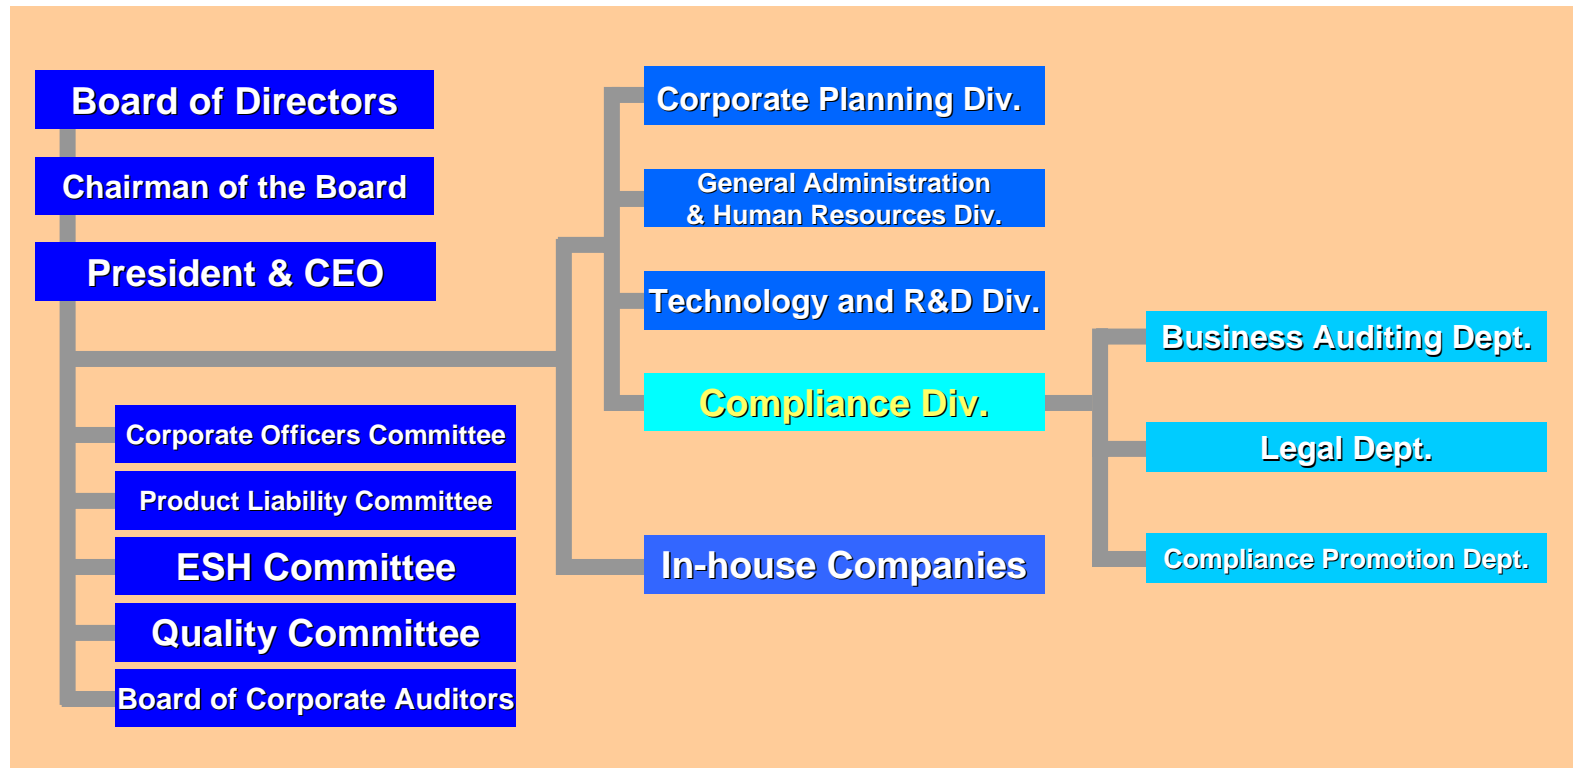 Board of Directors
Chairman of the Board
President & CEO
Corporate Officers Committee
Product Liability Committee
ESH Committee
Quality Committee
Board of Corporate Auditors
Corporate Planning Div.
General Administration
& Human Resources Div.
Technology and R&D Div.
Compliance Div.
In-house Companies
Business Auditing Dept.
Legal Dept.
Compliance Promotion Dept.